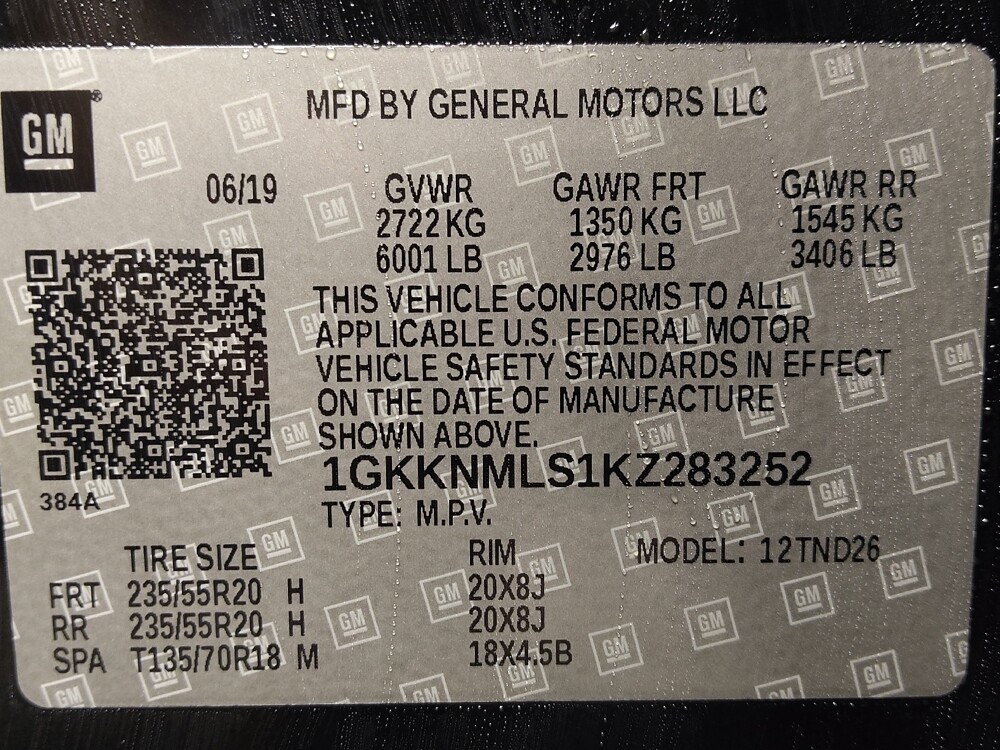 GM
MFD BY GENERAL MOTORS LLC
06/19 GVWR GAWR FRT GAWR RR
2722 KG 1350 KG 1545 KG
6001 LB 2976 LB 3406 LB
THIS VEHICLE CONFORMS TO ALL
APPLICABLE U.S. FEDERAL MOTOR
VEHICLE SAFETY STANDARDS IN EFFECT
ON THE DATE OF MANUFACTURE
SHOWN ABOVE.
1GKKNMLS1KZ283252
384A
TYPE: M.P.V.
TIRE SIZE RIM MODEL: 12TND26
FRT 235/55R20 H 20X8J
RR 235/55R20 H 20X8J
SPA T135/70R18 M 18X4.5B